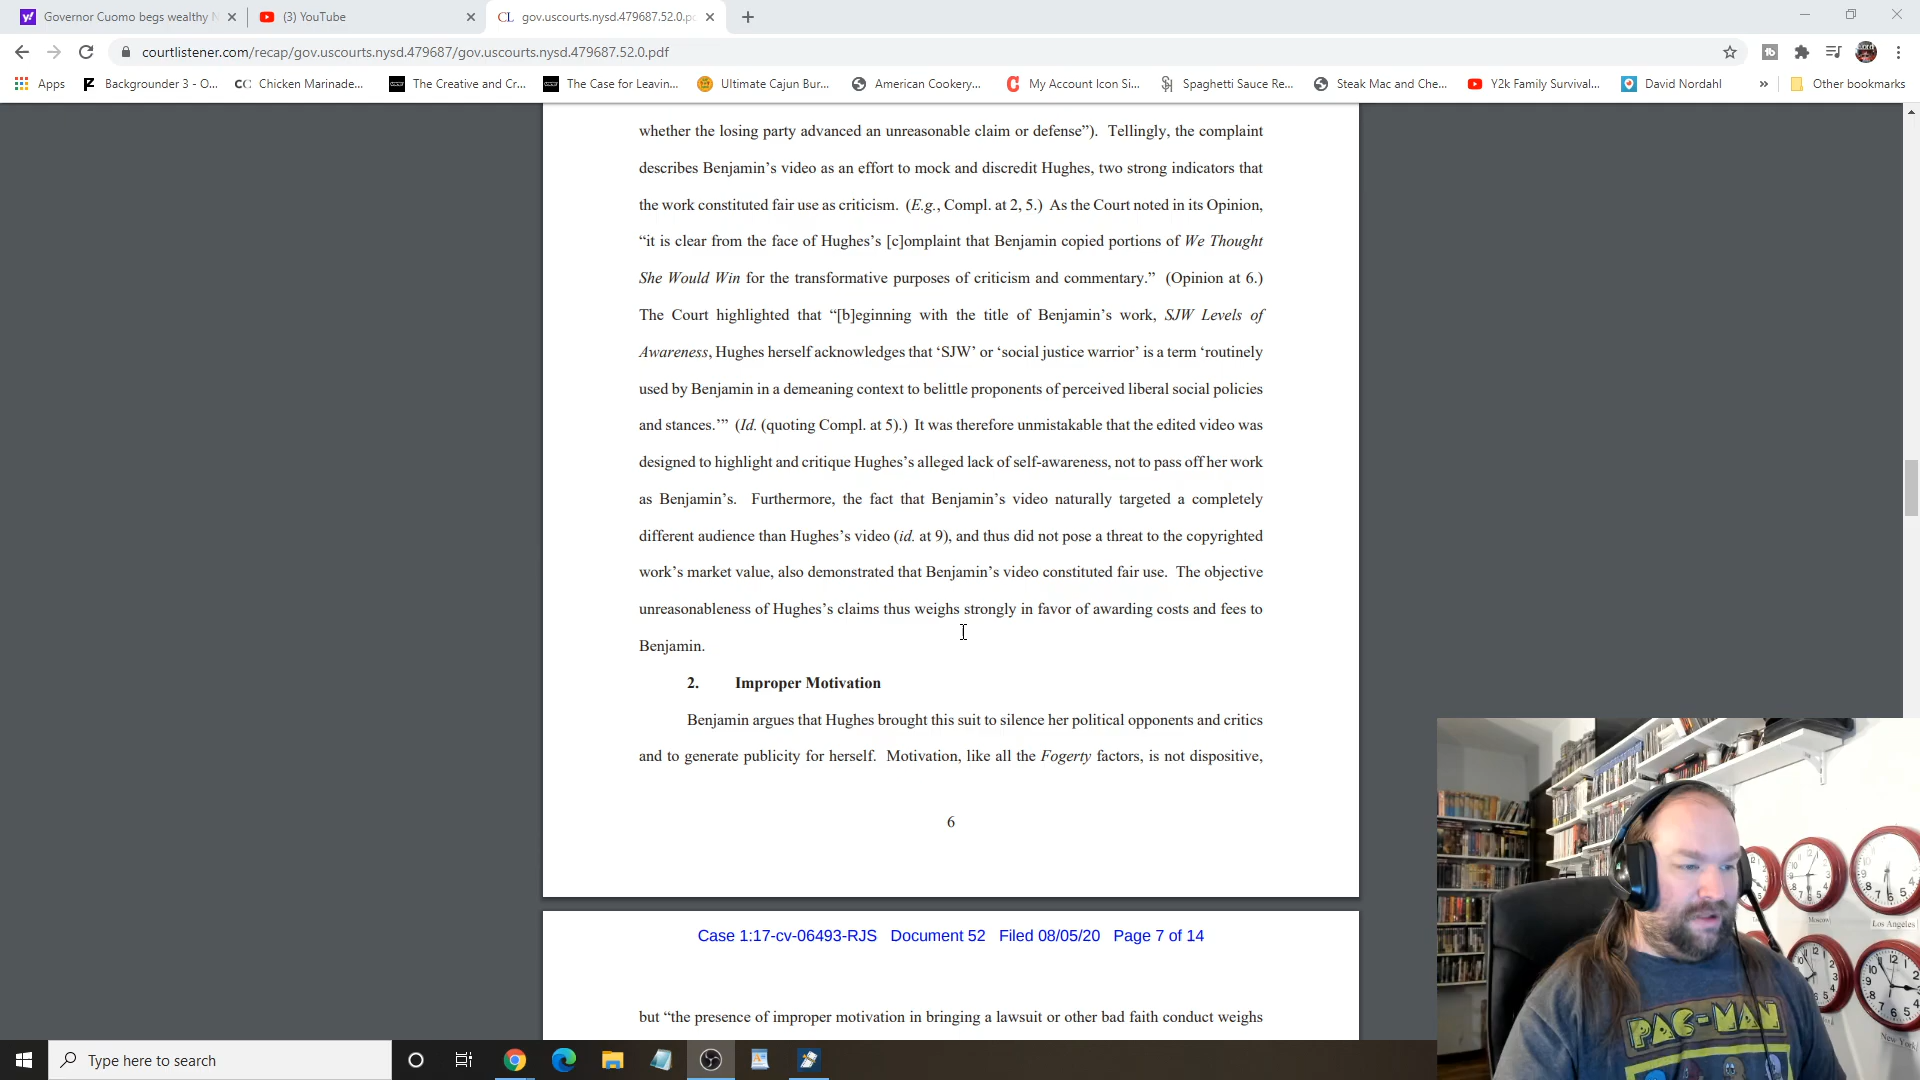 Governor Cuomo begs wealthy N
(3) YouTube
CL gov.uscourts.nysd.479687.52.0.pd
courtlistener.com/recap/gov.uscourts.nysd.479687/gov.uscourts.nysd.479687.52.0.pdf
Apps Backgrounder 3 - O... CC Chicken Marinade... The Creative and Cr... The Case for Leavin... Ultimate Cajun Bur... American Cookery... My Account Icon Si... Spaghetti Sauce Re... Steak Mac and Che... Y2k Family Survival... David Nordahl » Other bookmarks
whether the losing party advanced an unreasonable claim or defense”). Tellingly, the complaint
describes Benjamin’s video as an effort to mock and discredit Hughes, two strong indicators that
the work constituted fair use as criticism. (E.g., Compl. at 2, 5.) As the Court noted in its Opinion,
“it is clear from the face of Hughes’s [c]omplaint that Benjamin copied portions of We Thought
She Would Win for the transformative purposes of criticism and commentary.” (Opinion at 6.)
The Court highlighted that “[b]eginning with the title of Benjamin’s work, SJW Levels of
Awareness, Hughes herself acknowledges that ‘SJW’ or ‘social justice warrior’ is a term ‘routinely
used by Benjamin in a demeaning context to belittle proponents of perceived liberal social policies
and stances.’” (Id. (quoting Compl. at 5).) It was therefore unmistakable that the edited video was
designed to highlight and critique Hughes’s alleged lack of self-awareness, not to pass off her work
as Benjamin’s. Furthermore, the fact that Benjamin’s video naturally targeted a completely
different audience than Hughes’s video (id. at 9), and thus did not pose a threat to the copyrighted
work’s market value, also demonstrated that Benjamin’s video constituted fair use. The objective
unreasonableness of Hughes’s claims thus weighs strongly in favor of awarding costs and fees to
Benjamin.
2. Improper Motivation
Benjamin argues that Hughes brought this suit to silence her political opponents and critics
and to generate publicity for herself. Motivation, like all the Fogerty factors, is not dispositive,
6
Case 1:17-cv-06493-RJS Document 52 Filed 08/05/20 Page 7 of 14
but “the presence of improper motivation in bringing a lawsuit or other bad faith conduct weighs
Moscow
Los Angeles
New York
PAC-MAN
Type here to search